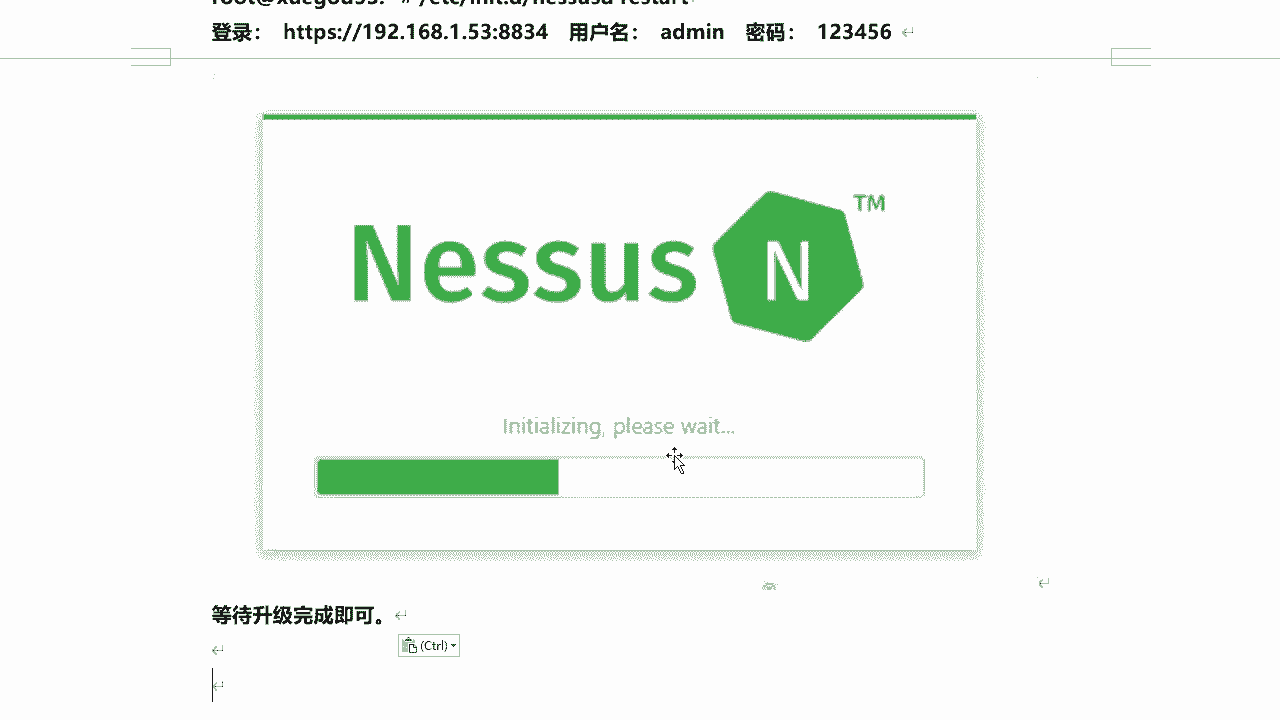 登录： https://192.168.1.53:8834 用户名： admin 密码： 123456
Nessus N TM
Initializing, please wait...
等待升级完成即可。
(Ctrl)